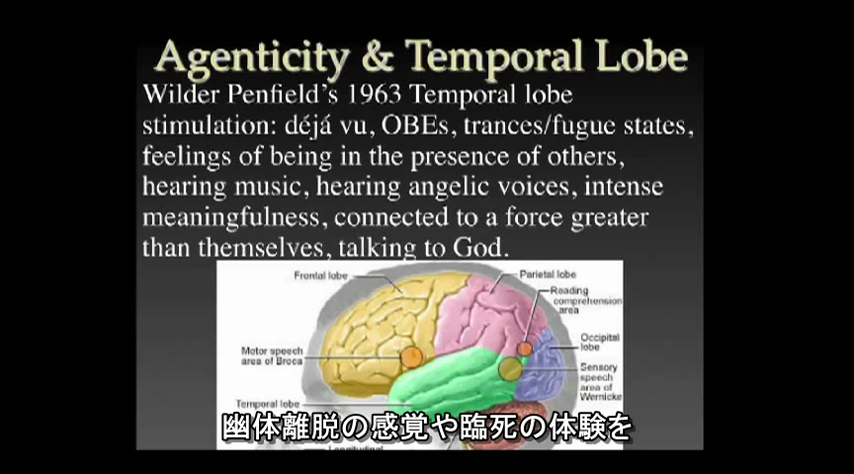 Agenticity & Temporal Lobe
Wilder Penfield's 1963 Temporal lobe
stimulation: déjá vu, OBEs, trances/fugue states,
feelings of being in the presence of others,
hearing music, hearing angelic voices, intense
meaningfulness, connected to a force greater
than themselves, talking to God.
Frontal lobe
Parietal lobe
Reading
comprehension
area
Occipital
lobe
Motor speech
area of Broca
Sensory
speech
area of
Wernicke
Temporal lobe
幽体離脱の感覚や臨死の体験を